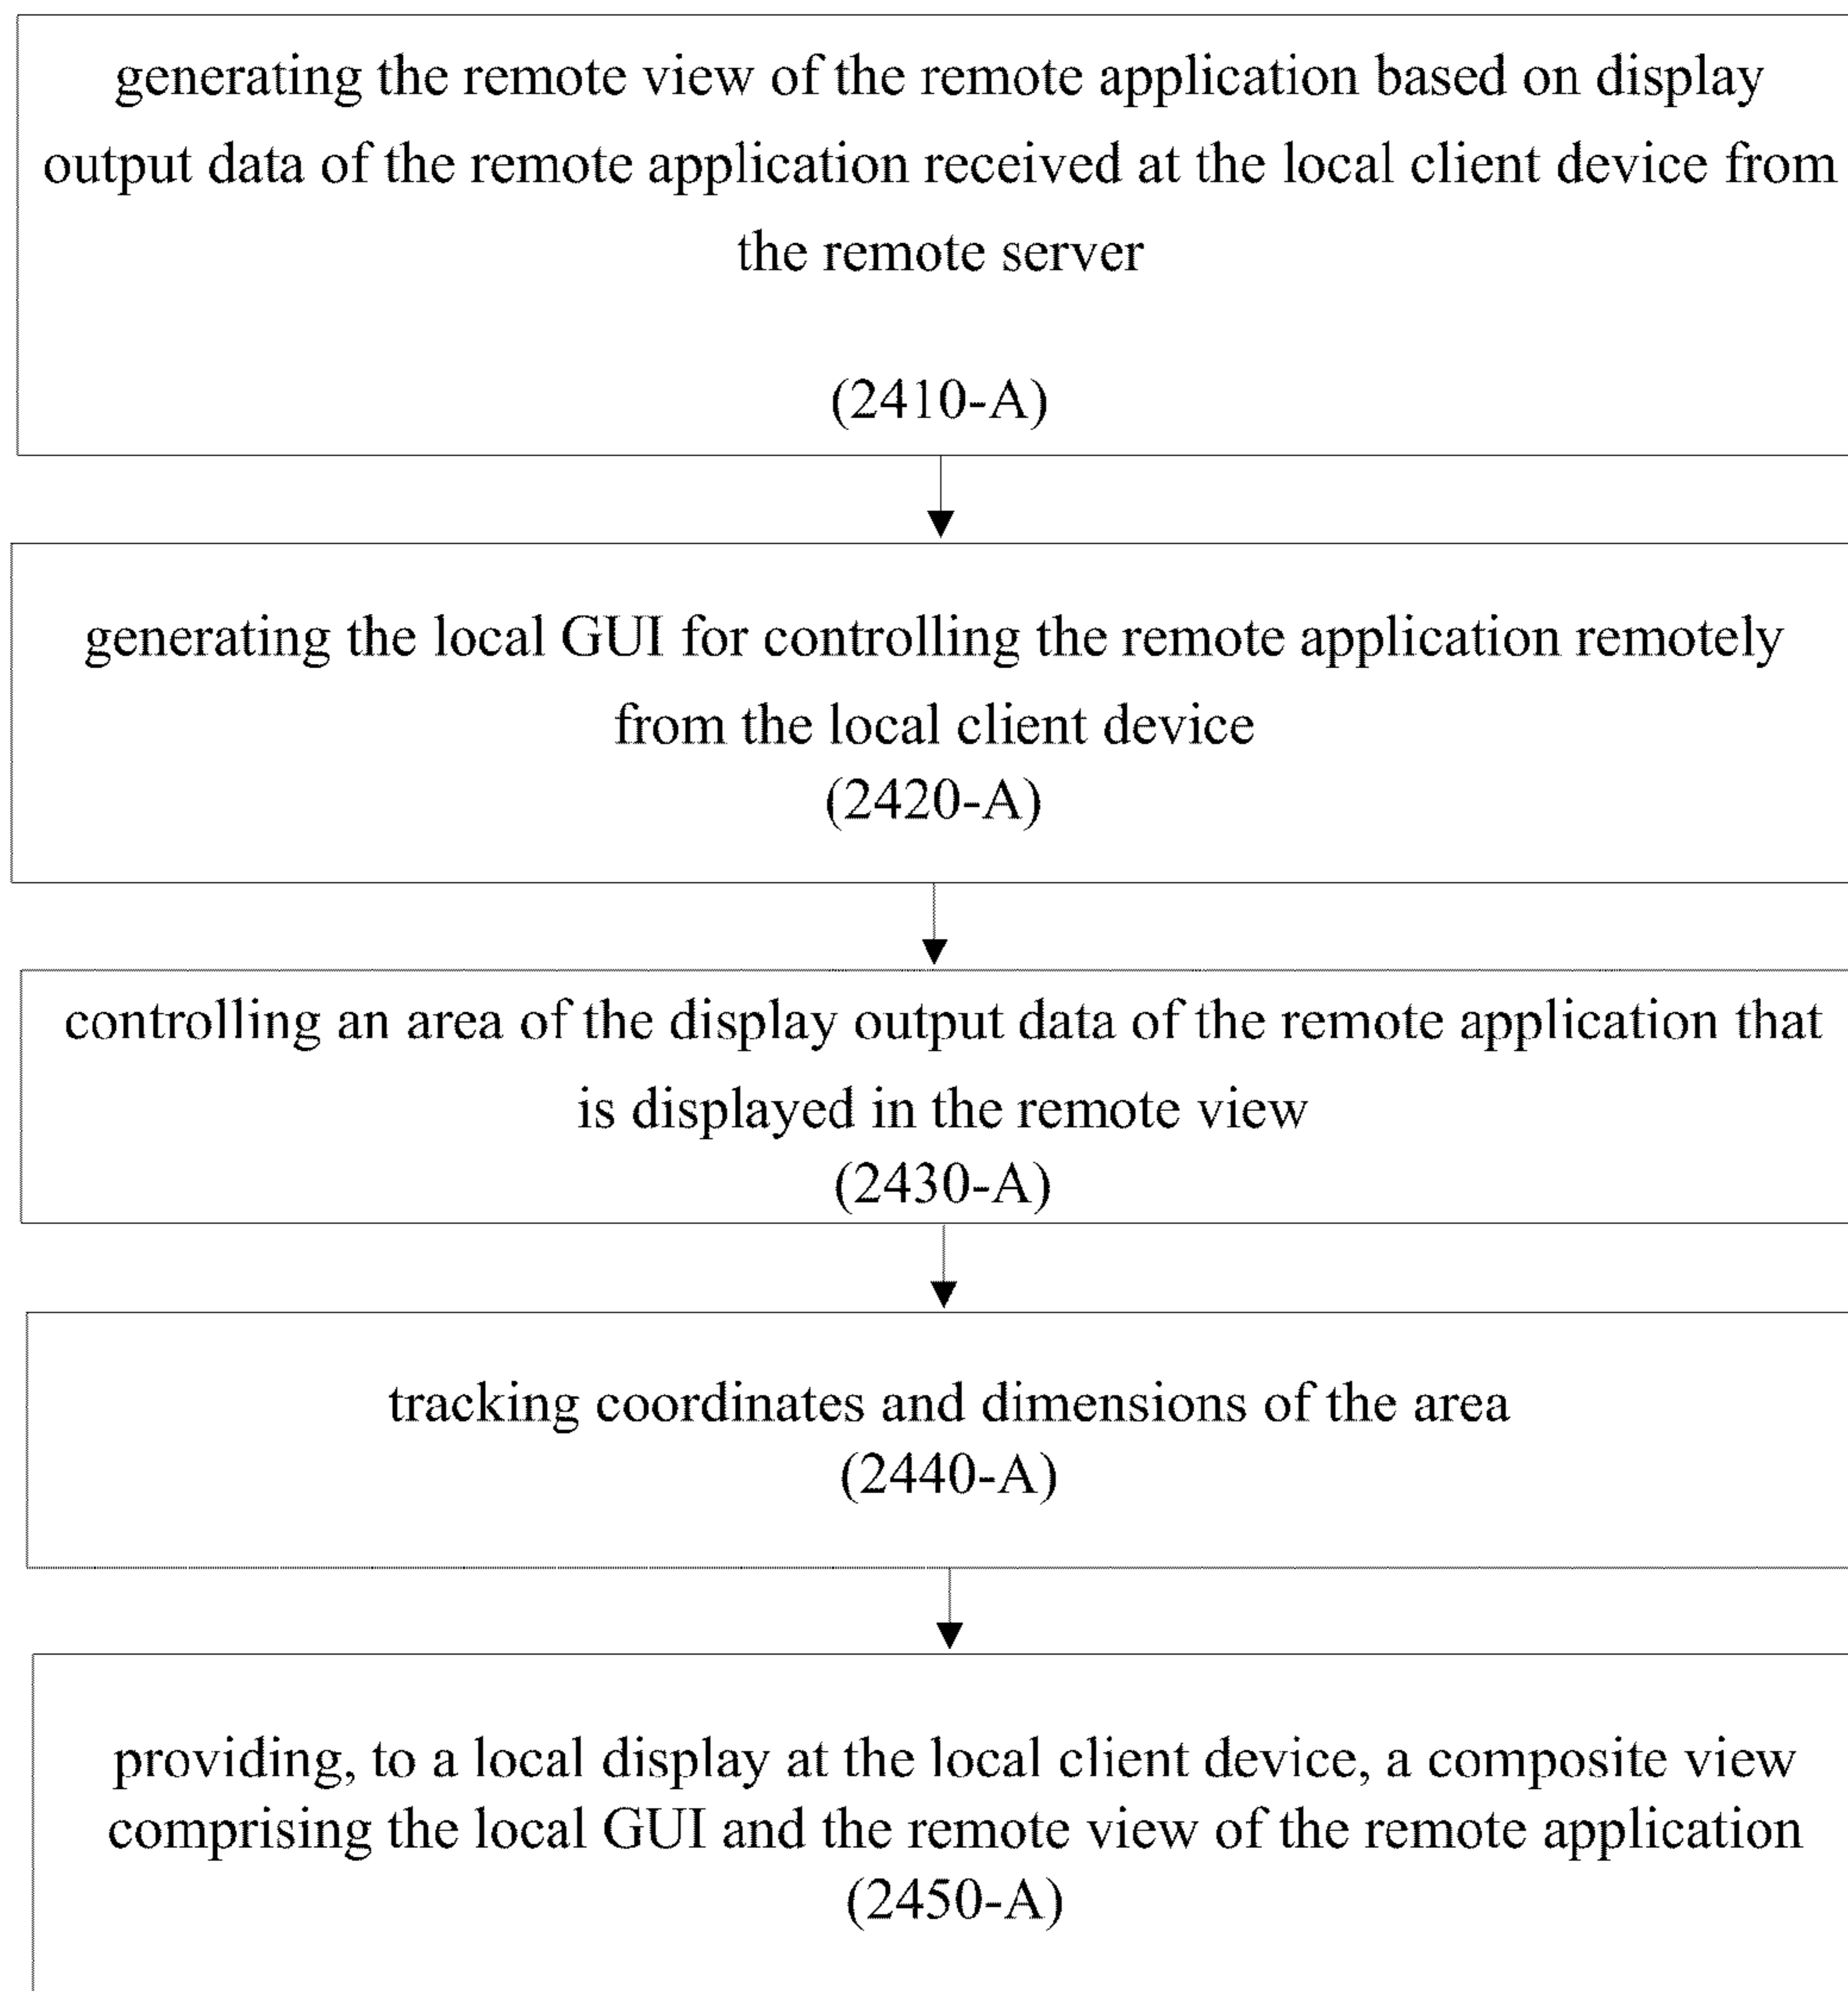 generating the remote view of the remote application based on display
output data of the remote application received at the local client device from
the remote server
(2410-A)
generating the local GUI for controlling the remote application remotely
from the local client device
(2420-A)
controlling an area of the display output data of the remote application that
is displayed in the remote view
(2430-A)
tracking coordinates and dimensions of the area
(2440-A)
providing, to a local display at the local client device, a composite view
comprising the local GUI and the remote view of the remote application
(2450-A)